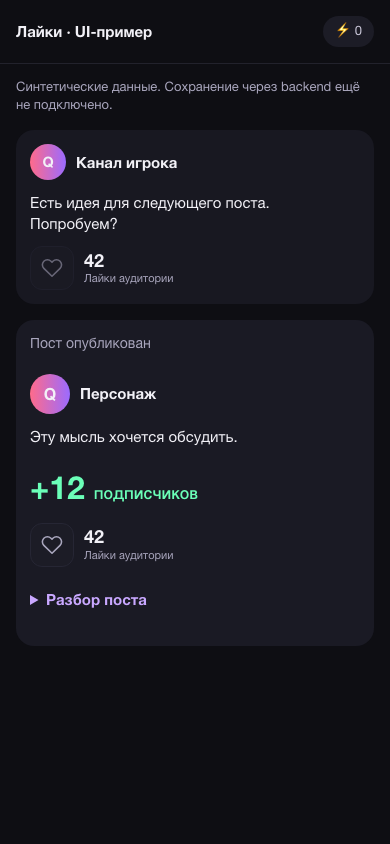 Лайки · UI-пример
⚡ 0
Синтетические данные. Сохранение через backend ещё
не подключено.
Q
Канал игрока
Есть идея для следующего поста.
Попробуем?
42
Лайки аудитории
Пост опубликован
Q
Персонаж
Эту мысль хочется обсудить.
+12 подписчиков
42
Лайки аудитории
▶ Разбор поста